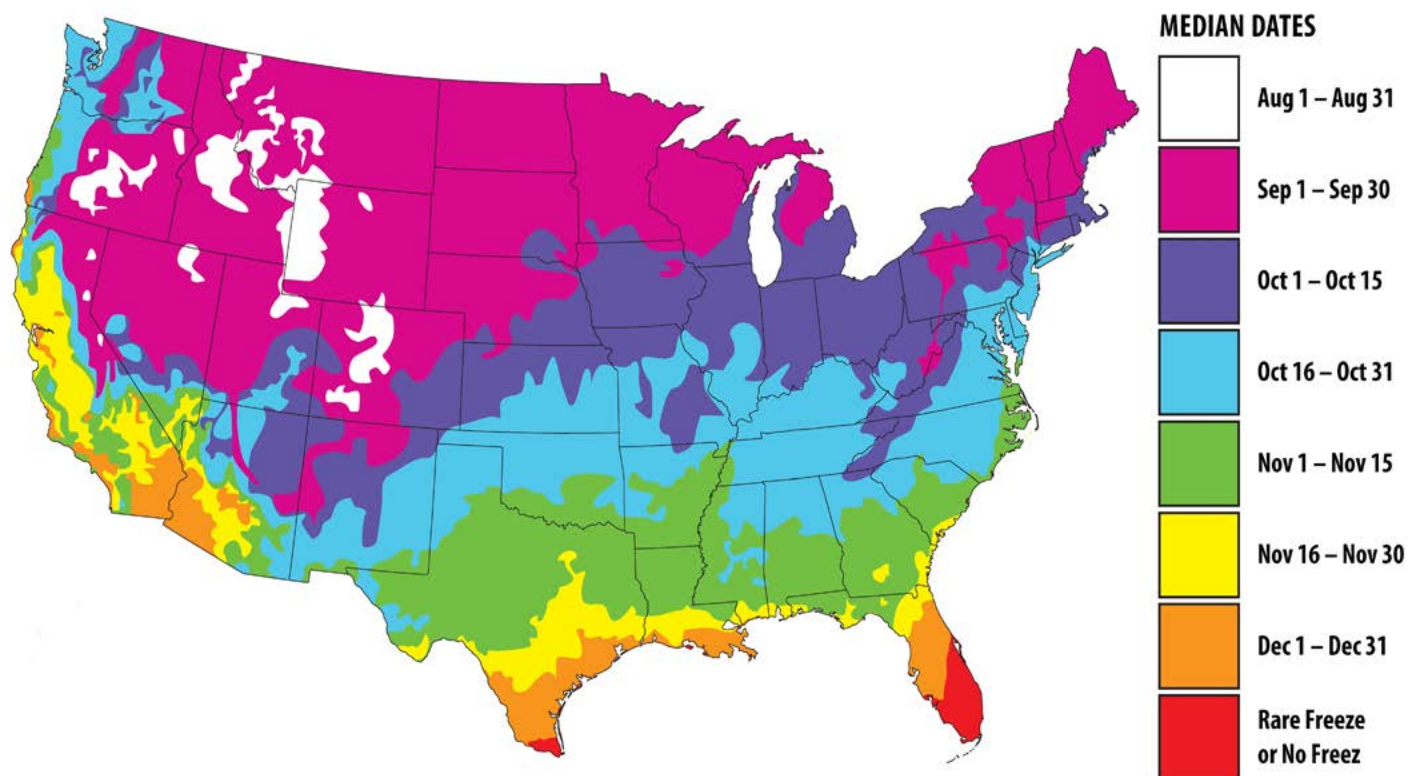 MEDIAN DATES
Aug 1 – Aug 31
Sep 1 – Sep 30
Oct 1 – Oct 15
Oct 16 – Oct 31
Nov 1 – Nov 15
Nov 16 – Nov 30
Dec 1 – Dec 31
Rare Freeze
or No Freez